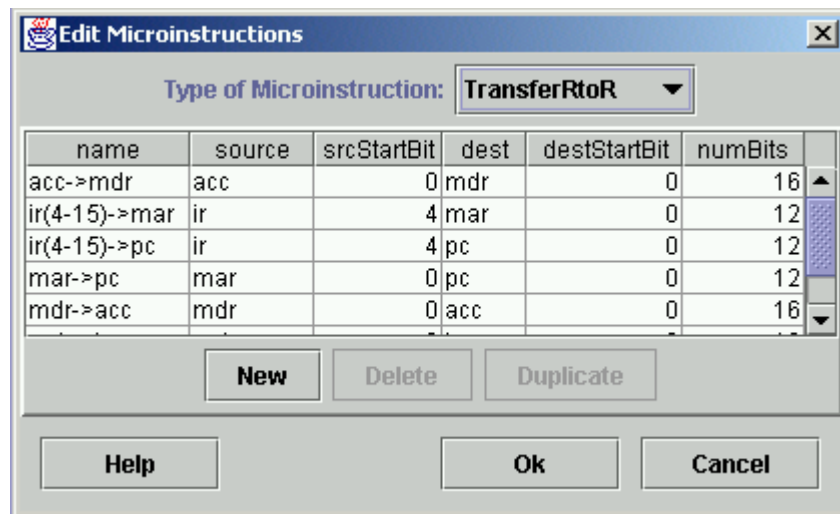 Edit Microinstructions
Type of Microinstruction: TransferRtoR
name source srcStartBit dest destStartBit numBits
acc->mdr acc 0 mdr 0 16
ir(4-15)->mar ir 4 mar 0 12
ir(4-15)->pc ir 4 pc 0 12
mar->pc mar 0 pc 0 12
mdr->acc mdr 0 acc 0 16
New Delete Duplicate
Help Ok Cancel